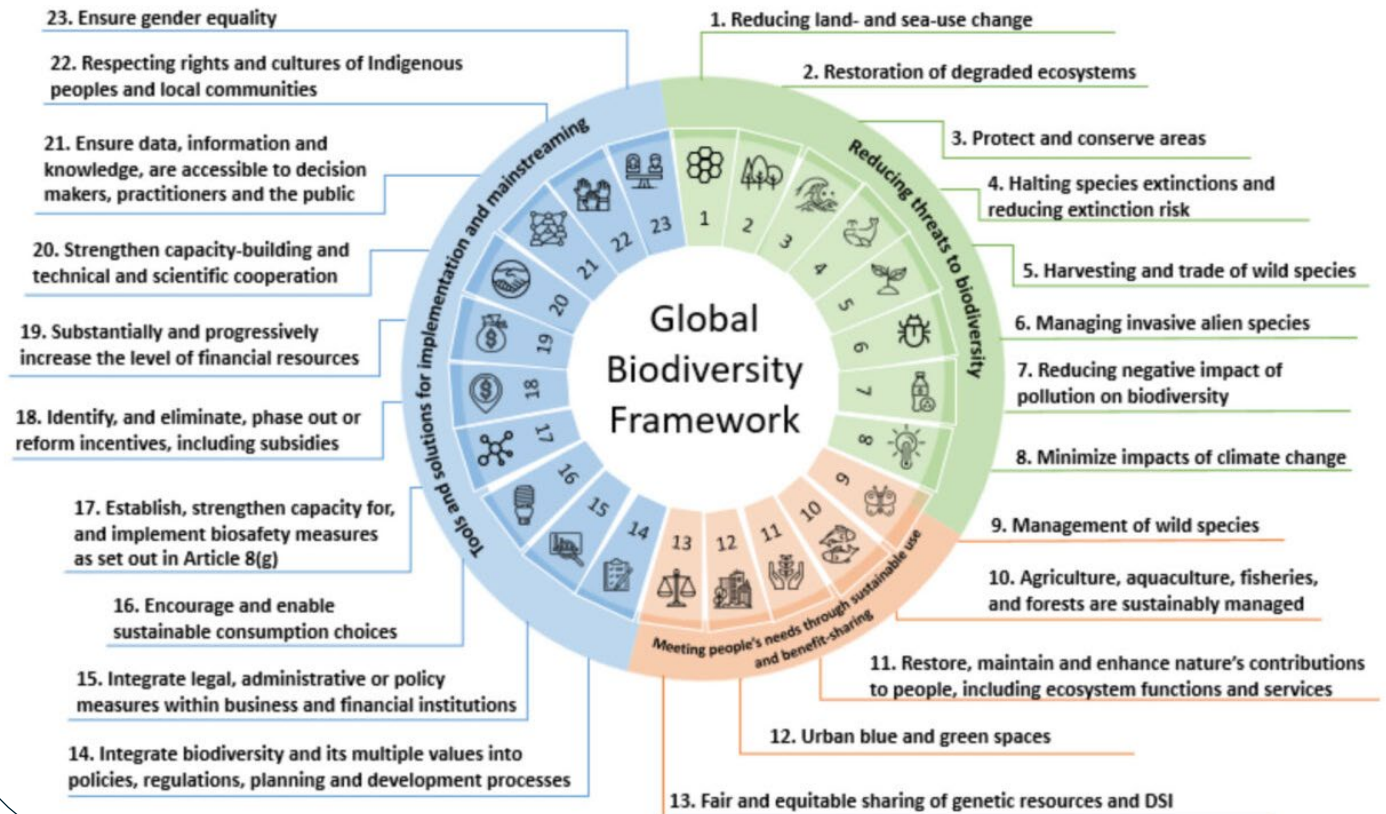 23. Ensure gender equality
22. Respecting rights and cultures of Indigenous
peoples and local communities
21. Ensure data, information and
knowledge, are accessible to decision
makers, practitioners and the public
20. Strengthen capacity-building and
technical and scientific cooperation
19. Substantially and progressively
increase the level of financial resources
18. Identify, and eliminate, phase out or
reform incentives, including subsidies
17. Establish, strengthen capacity for,
and implement biosafety measures
as set out in Article 8(g)
16. Encourage and enable
sustainable consumption choices
15. Integrate legal, administrative or policy
measures within business and financial institutions
14. Integrate biodiversity and its multiple values into
policies, regulations, planning and development processes
Tools and solutions for implementation and mainstreaming
Reducing threats to biodiversity
Meeting people's needs through sustainable use
and benefit-sharing
1
2
3
4
5
6
7
8
9
10
11
12
13
14
15
16
17
18
19
20
21
22
23
Global
Biodiversity
Framework
1. Reducing land- and sea-use change
2. Restoration of degraded ecosystems
3. Protect and conserve areas
4. Halting species extinctions and
reducing extinction risk
5. Harvesting and trade of wild species
6. Managing invasive alien species
7. Reducing negative impact of
pollution on biodiversity
8. Minimize impacts of climate change
9. Management of wild species
10. Agriculture, aquaculture, fisheries,
and forests are sustainably managed
11. Restore, maintain and enhance nature's contributions
to people, including ecosystem functions and services
12. Urban blue and green spaces
13. Fair and equitable sharing of genetic resources and DSI